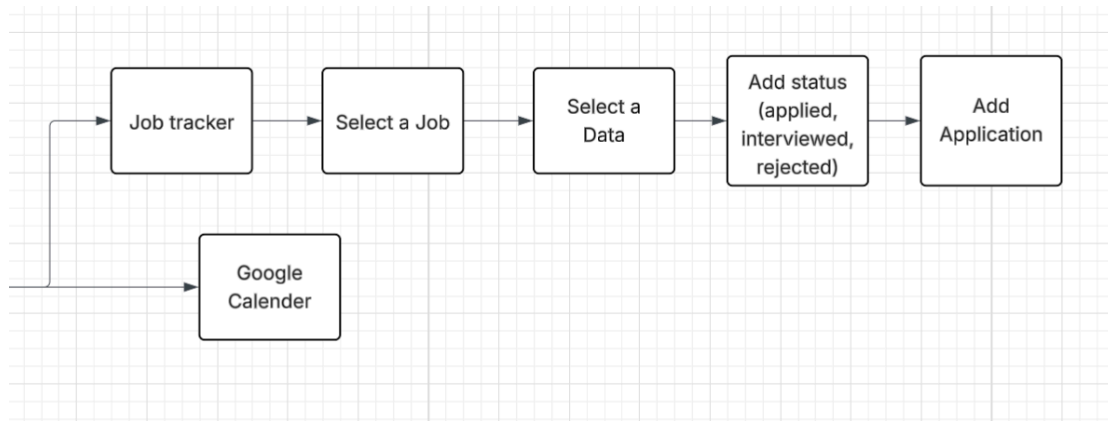 Job tracker
Select a Job
Select a
Data
Add status
(applied,
interviewed,
rejected)
Add
Application
Google
Calender